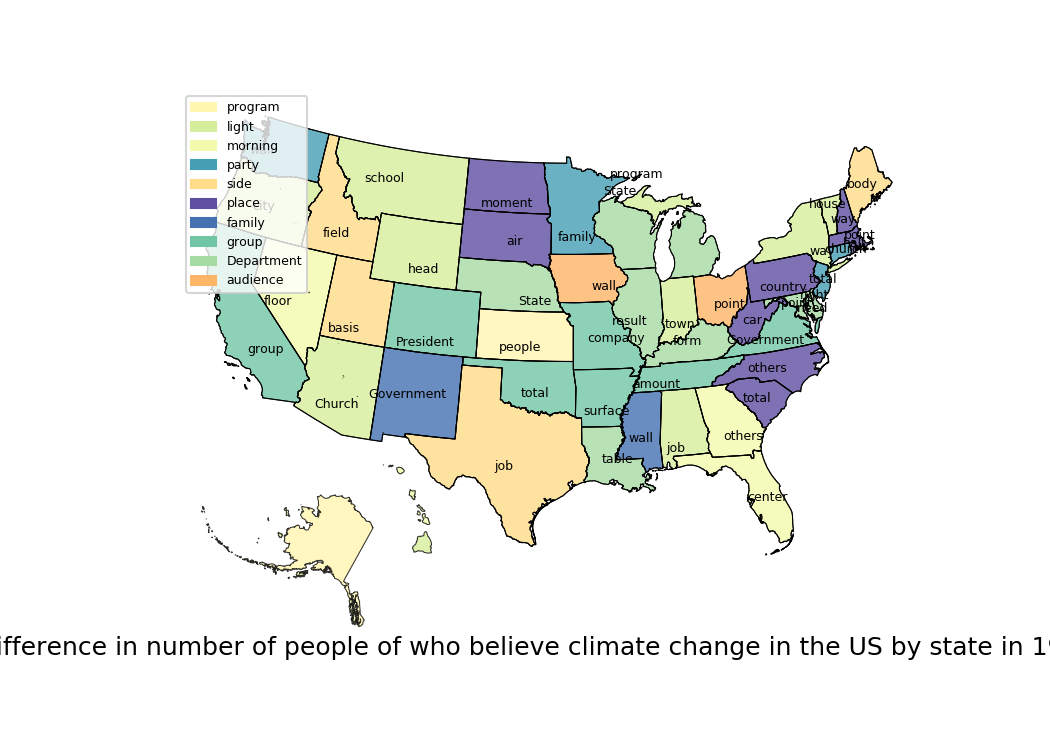 program
light
morning
party
side
place
family
group
Department
audience
school
field
floor
group
basis
head
President
Church
Government
moment
air
State
people
total
job
family
wall
company
surface
table
program
State
result
town
form
amount
wall
job
point
car
country
Government
others
total
others
center
house
way
body
way
point
total
ifference in number of people of who believe climate change in the US by state in 19